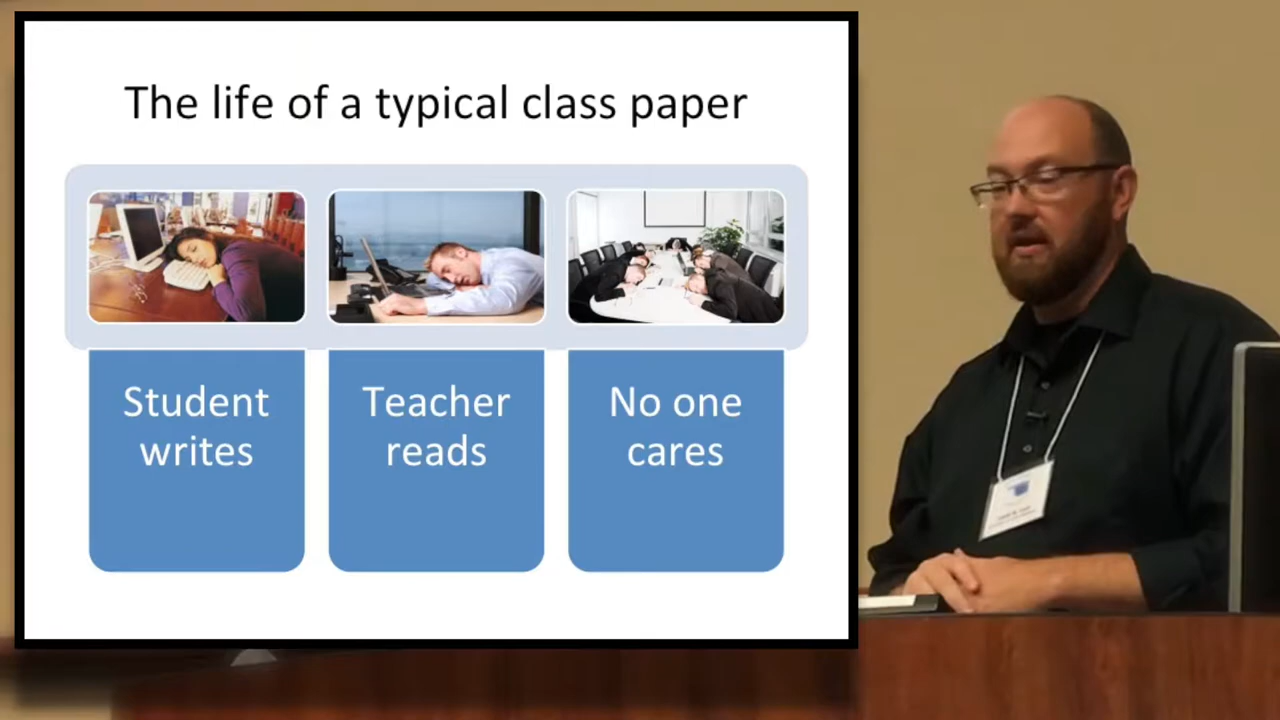 The life of a typical class paper
Student
writes
Teacher
reads
No one
cares